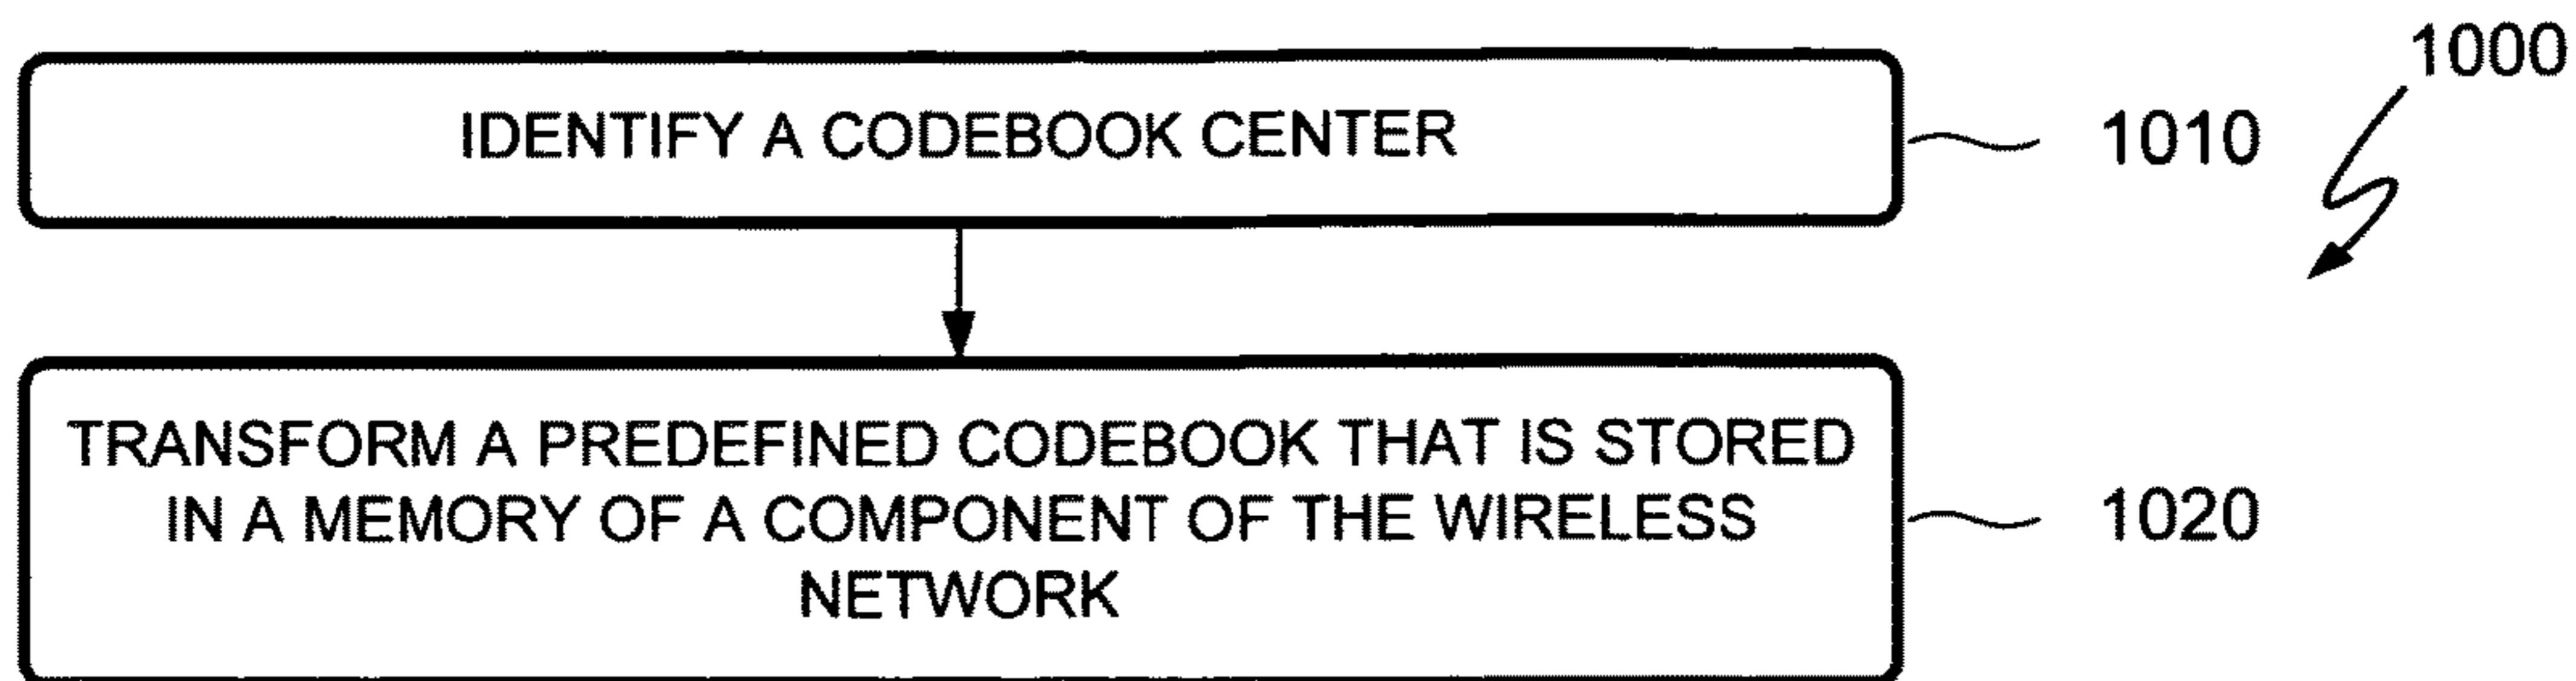 1000
IDENTIFY A CODEBOOK CENTER
1010
TRANSFORM A PREDEFINED CODEBOOK THAT IS STORED
IN A MEMORY OF A COMPONENT OF THE WIRELESS
NETWORK
1020